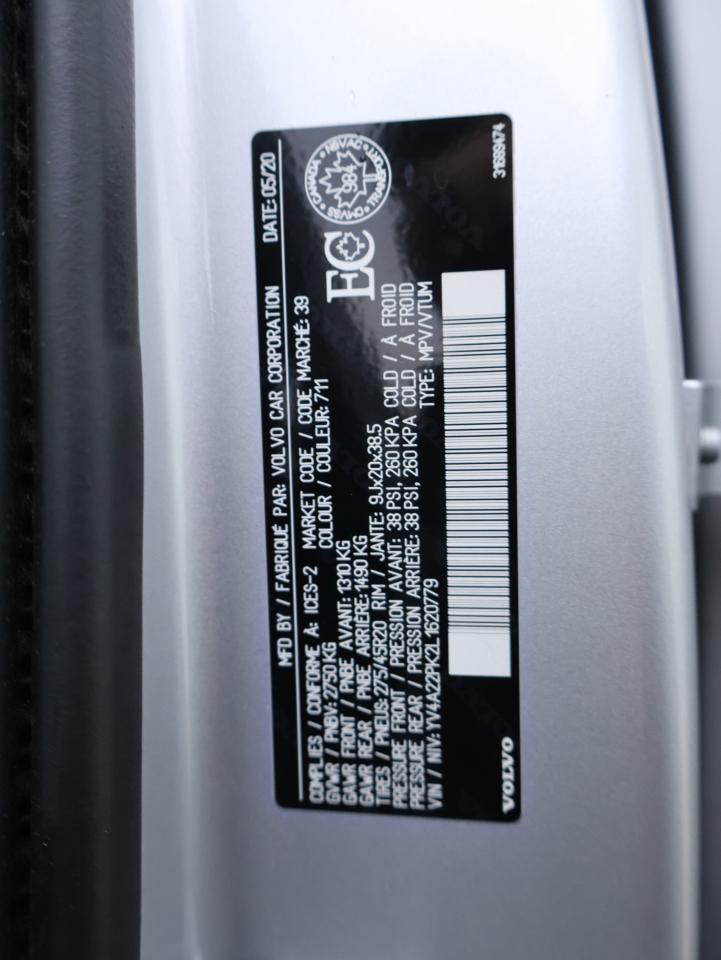 MFD BY / FABRIQUÉ PAR: VOLVO CAR CORPORATION DATE: 05/20
COMPLIES / CONFORME À: ICES-2 MARKET CODE / CODE MARCHÉ: 39
GVWR / PNBV: 2750 KG COLOUR / COULEUR: 711
GAWR FRONT / PNBE AVANT: 1310 KG
GAWR REAR / PNBE ARRIÈRE: 1490 KG
TIRES / PNEUS: 275/45R20 RIM / JANTE: 9Jx20x38.5
PRESSURE FRONT / PRESSION AVANT: 38 PSI, 260 KPA COLD / À FROID
PRESSURE REAR / PRESSION ARRIÈRE: 38 PSI, 260 KPA COLD / À FROID
VIN / NIV: YV4A22PK2L1620779 TYPE: MPV/VTUM
EC
CANADA • NSVAC • TRANSPORT • CMVSS
984
VOLVO
31689474